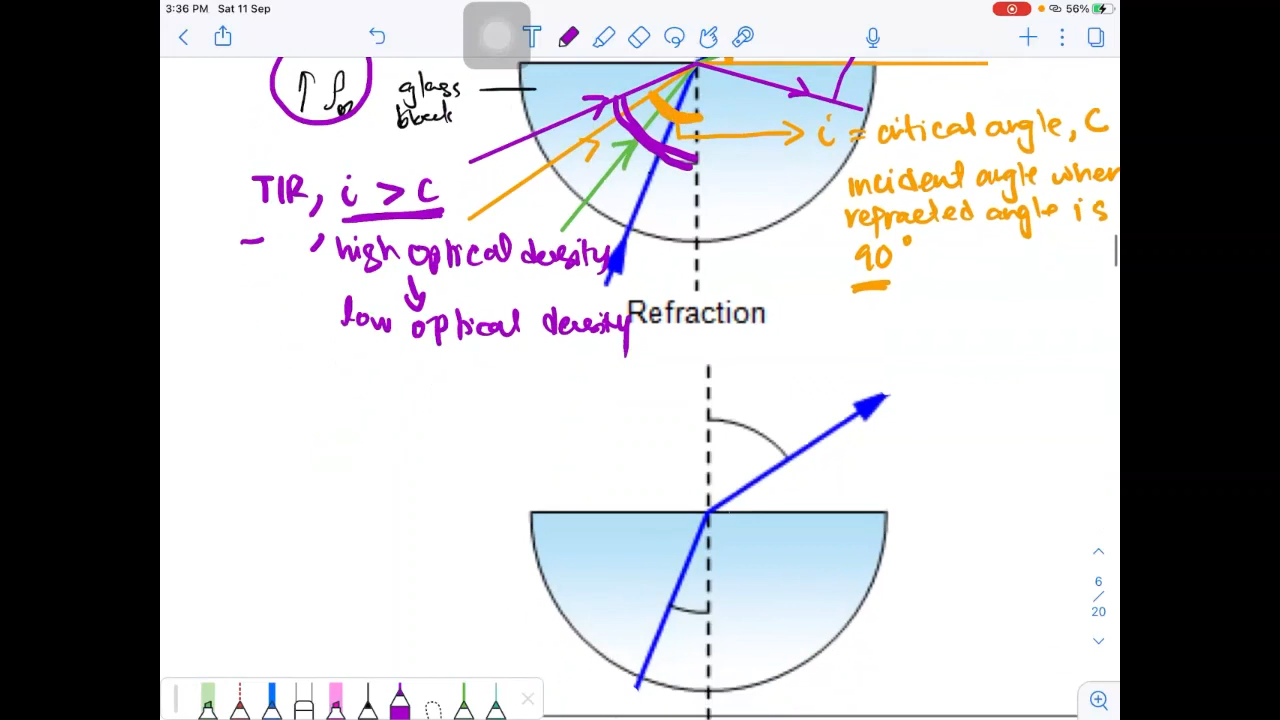 3:36 PM Sat 11 Sep
56%
T
↑ ρ
glass
block
i = citical angle, C
incident angle when
refracted angle is
90°
TIR, i > C
high optical density
↓
low optical density
Refraction
6
/
20